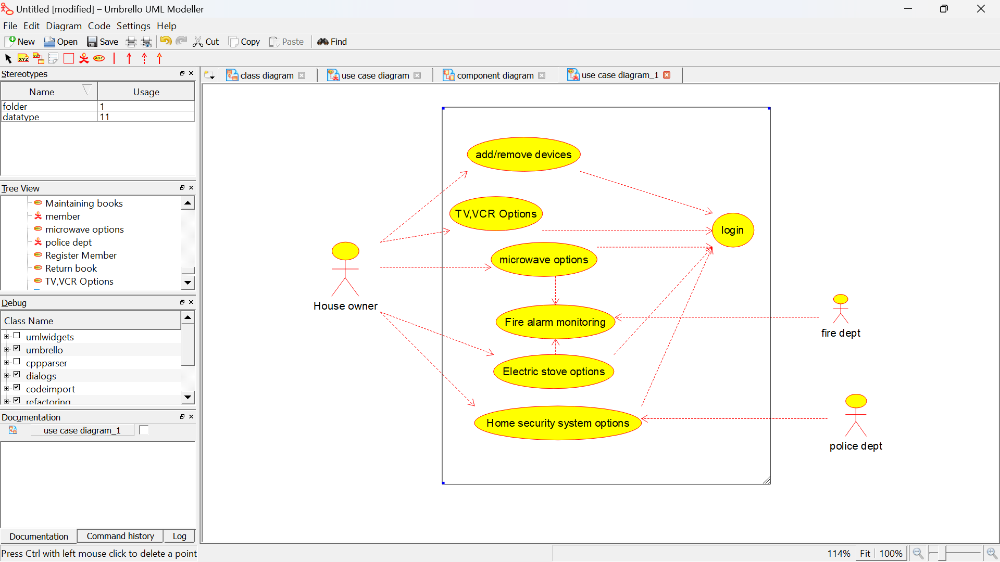 Untitled [modified] – Umbrello UML Modeller
File Edit Diagram Code Settings Help
New Open Save Cut Copy Paste Find
XYZ XYZ ABC
Stereotypes
class diagram use case diagram component diagram use case diagram_1
Name Usage
folder 1
datatype 11
Tree View
Maintaining books
member
microwave options
police dept
Register Member
Return book
TV,VCR Options
Debug
Class Name
umlwidgets
umbrello
cppparser
dialogs
codeimport
refactoring
Documentation
use case diagram_1
Documentation Command history Log
Press Ctrl with left mouse click to delete a point
add/remove devices
TV,VCR Options
login
microwave options
House owner
Fire alarm monitoring
fire dept
Electric stove options
Home security system options
police dept
114% Fit 100%